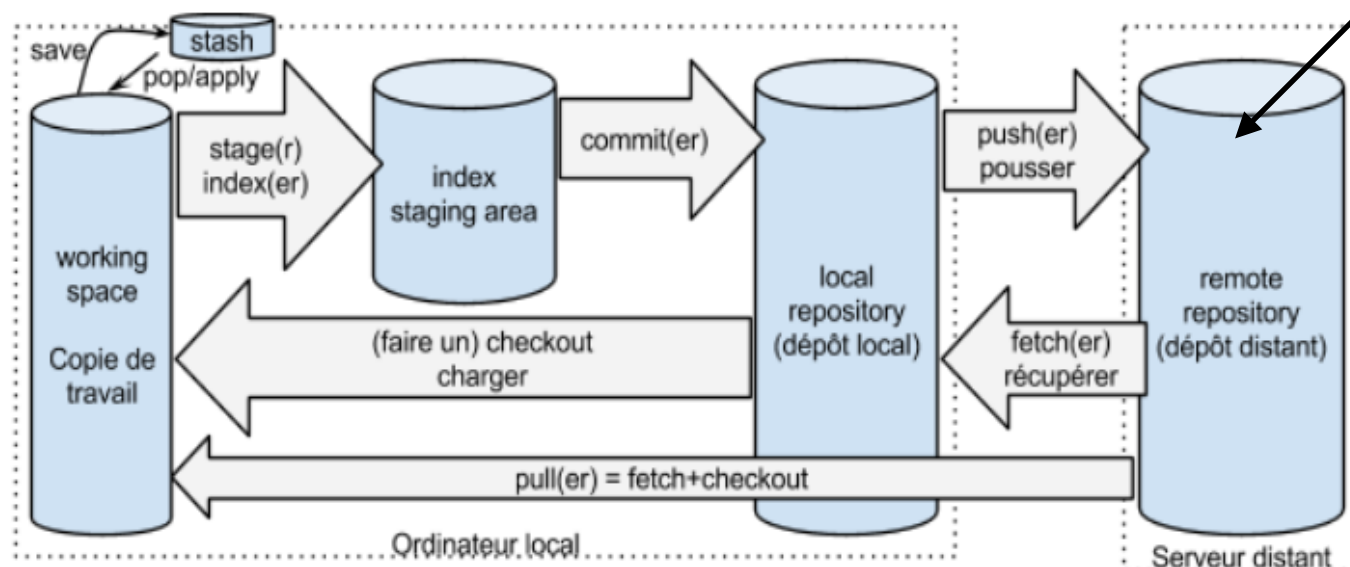 save
stash
pop/apply
stage(r)
index(er)
index
staging area
commit(er)
push(er)
pousser
working
space
Copie de
travail
local
repository
(dépôt local)
remote
repository
(dépôt distant)
(faire un) checkout
charger
fetch(er)
récupérer
pull(er) = fetch+checkout
Ordinateur local
Serveur distant